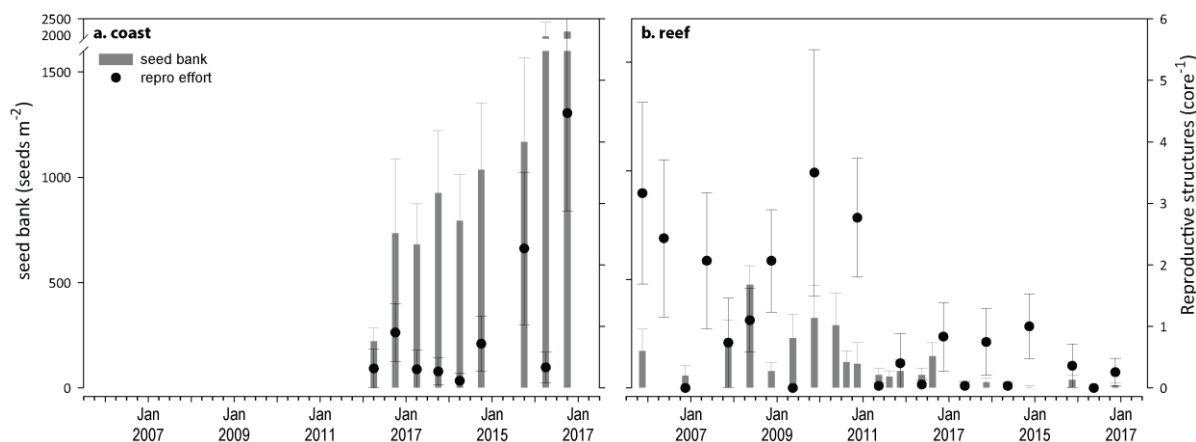 a. coast
seed bank
repro effort
seed bank (seeds m-2)
2500
2000
1500
1000
500
0
Jan Jan Jan Jan Jan Jan
2007 2009 2011 2017 2015 2017
b. reef
6
5
4
3
2
1
0
Reproductive structures (core-1)
Jan Jan Jan Jan Jan Jan
2007 2009 2011 2017 2015 2017